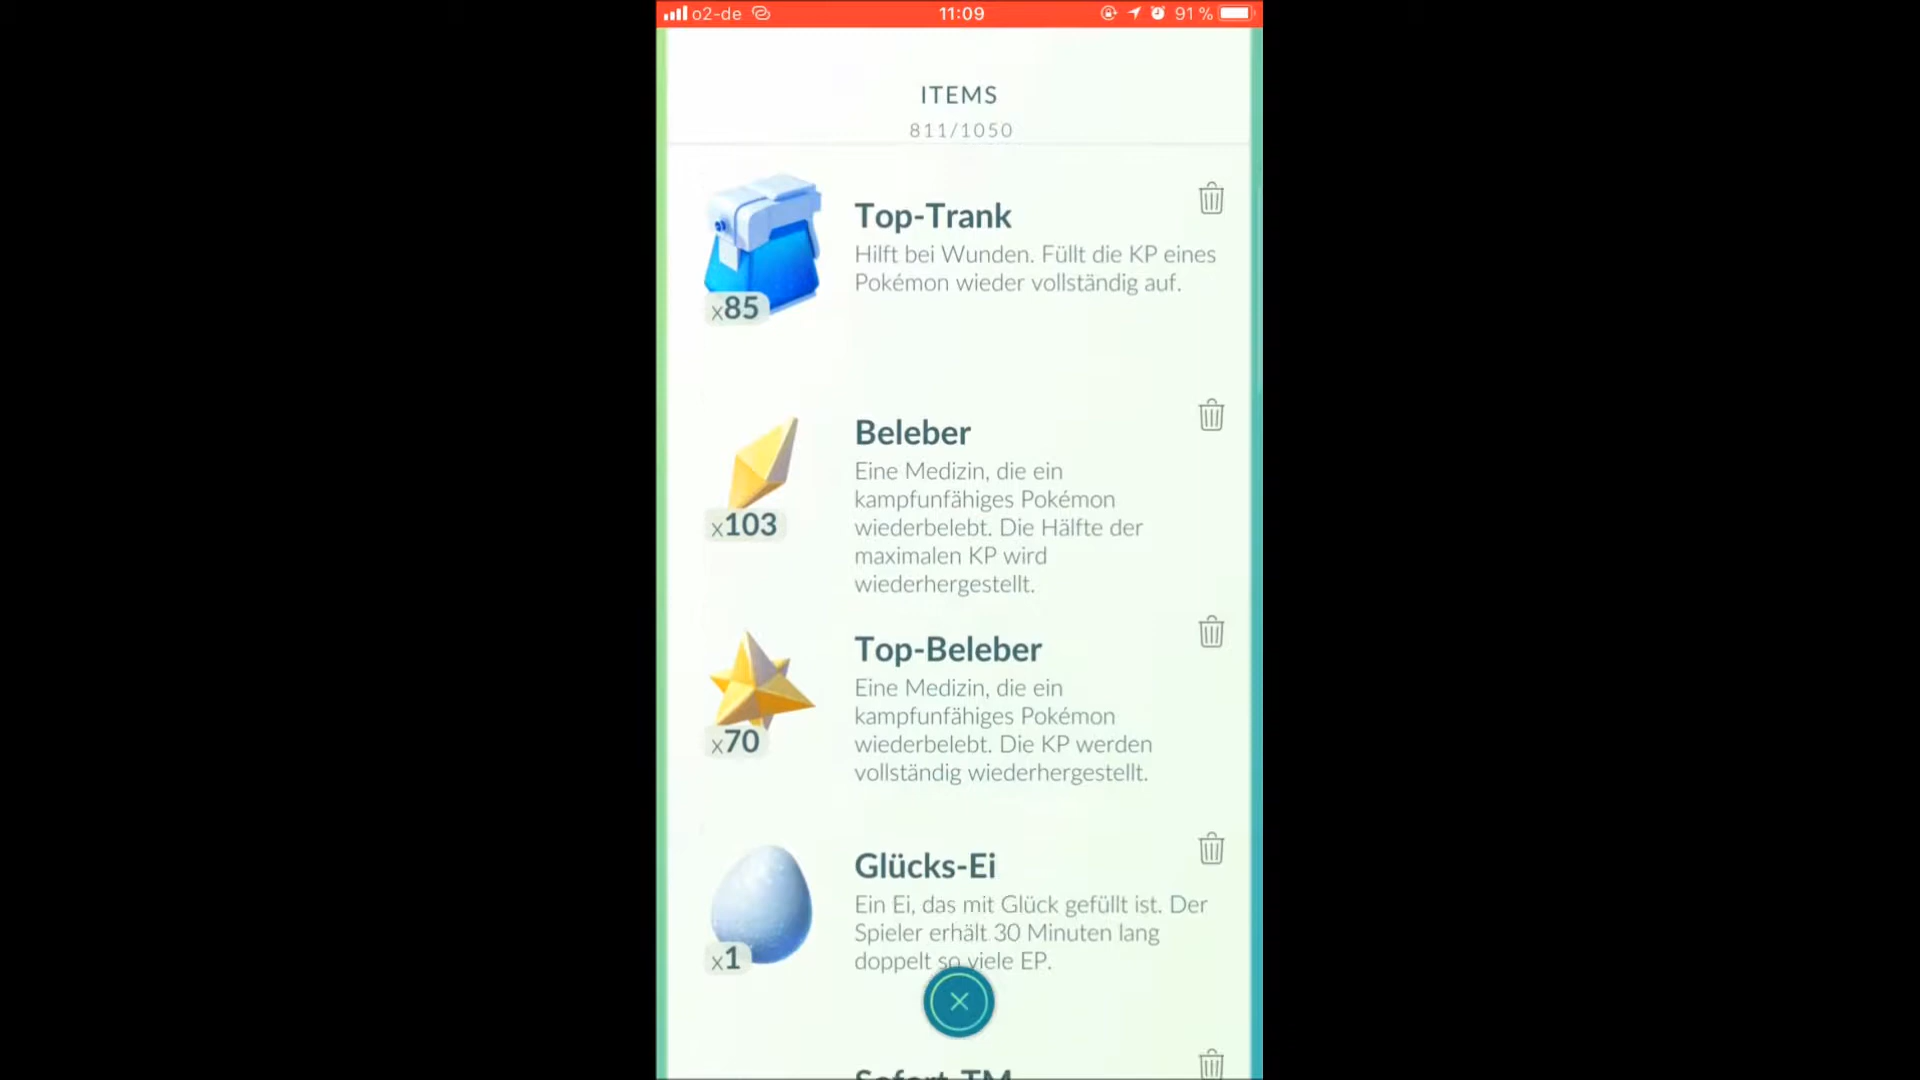 o2-de 11:09 91 %
ITEMS
811/1050
Top-Trank
Hilft bei Wunden. Füllt die KP eines
Pokémon wieder vollständig auf.
x85
Beleber
Eine Medizin, die ein
kampfunfähiges Pokémon
wiederbelebt. Die Hälfte der
maximalen KP wird
wiederhergestellt.
x103
Top-Beleber
Eine Medizin, die ein
kampfunfähiges Pokémon
wiederbelebt. Die KP werden
vollständig wiederhergestellt.
x70
Glücks-Ei
Ein Ei, das mit Glück gefüllt ist. Der
Spieler erhält 30 Minuten lang
doppelt so viele EP.
x1
Sofort-TM